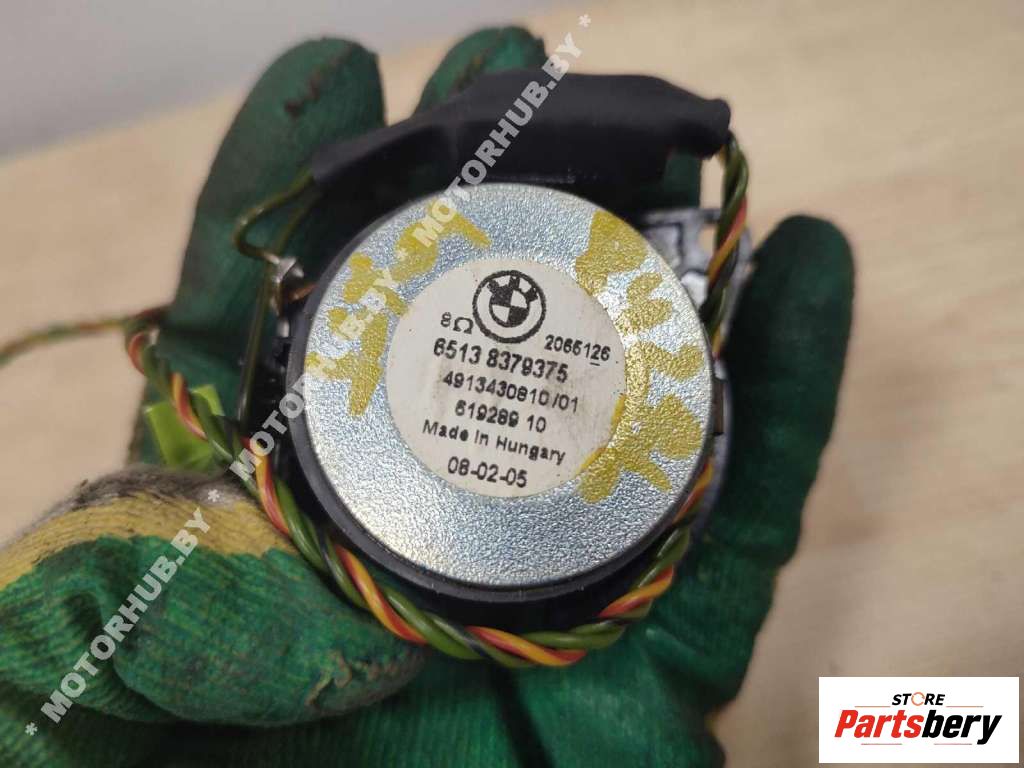 8Ω
2065126
6513 8379375
4913430810/01
619289 10
Made in Hungary
08-02-05
* MOTORHUB.BY * MOTORHUB.BY * MOTORHUB.BY *
STORE
Partsbery